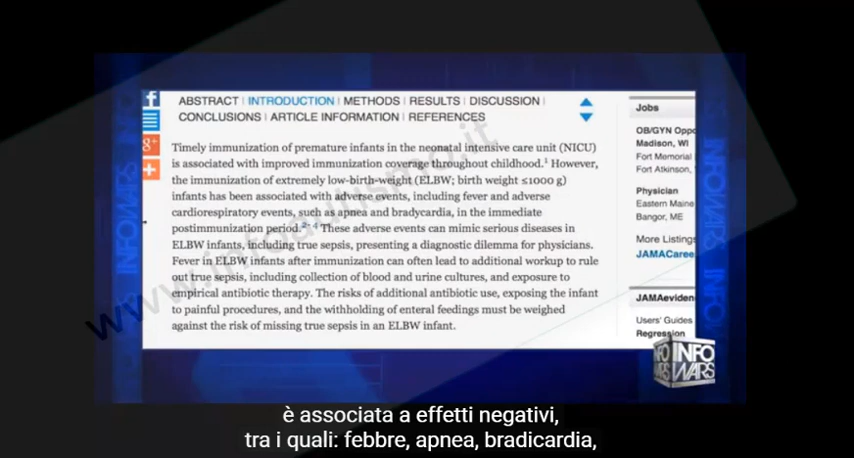 ABSTRACT | INTRODUCTION | METHODS | RESULTS | DISCUSSION |
CONCLUSIONS | ARTICLE INFORMATION | REFERENCES
Timely immunization of premature infants in the neonatal intensive care unit (NICU)
is associated with improved immunization coverage throughout childhood.1 However,
the immunization of extremely low-birth-weight (ELBW; birth weight ≤1000 g)
infants has been associated with adverse events, including fever and adverse
cardiorespiratory events, such as apnea and bradycardia, in the immediate
postimmunization period.2-4 These adverse events can mimic serious diseases in
ELBW infants, including true sepsis, presenting a diagnostic dilemma for physicians.
Fever in ELBW infants after immunization can often lead to additional workup to rule
out true sepsis, including collection of blood and urine cultures, and exposure to
empirical antibiotic therapy. The risks of additional antibiotic use, exposing the infant
to painful procedures, and the withholding of enteral feedings must be weighed
against the risk of missing true sepsis in an ELBW infant.
Jobs
OB/GYN Oppo
Madison, WI
Fort Memorial
Fort Atkinson,
Physician
Eastern Maine
Bangor, ME
More Listings
JAMACaree
JAMAeviden
Users' Guides
Regression
INFOWARS
INFOWARS
INFO
WARS
è associata a effetti negativi,
tra i quali: febbre, apnea, bradicardia,